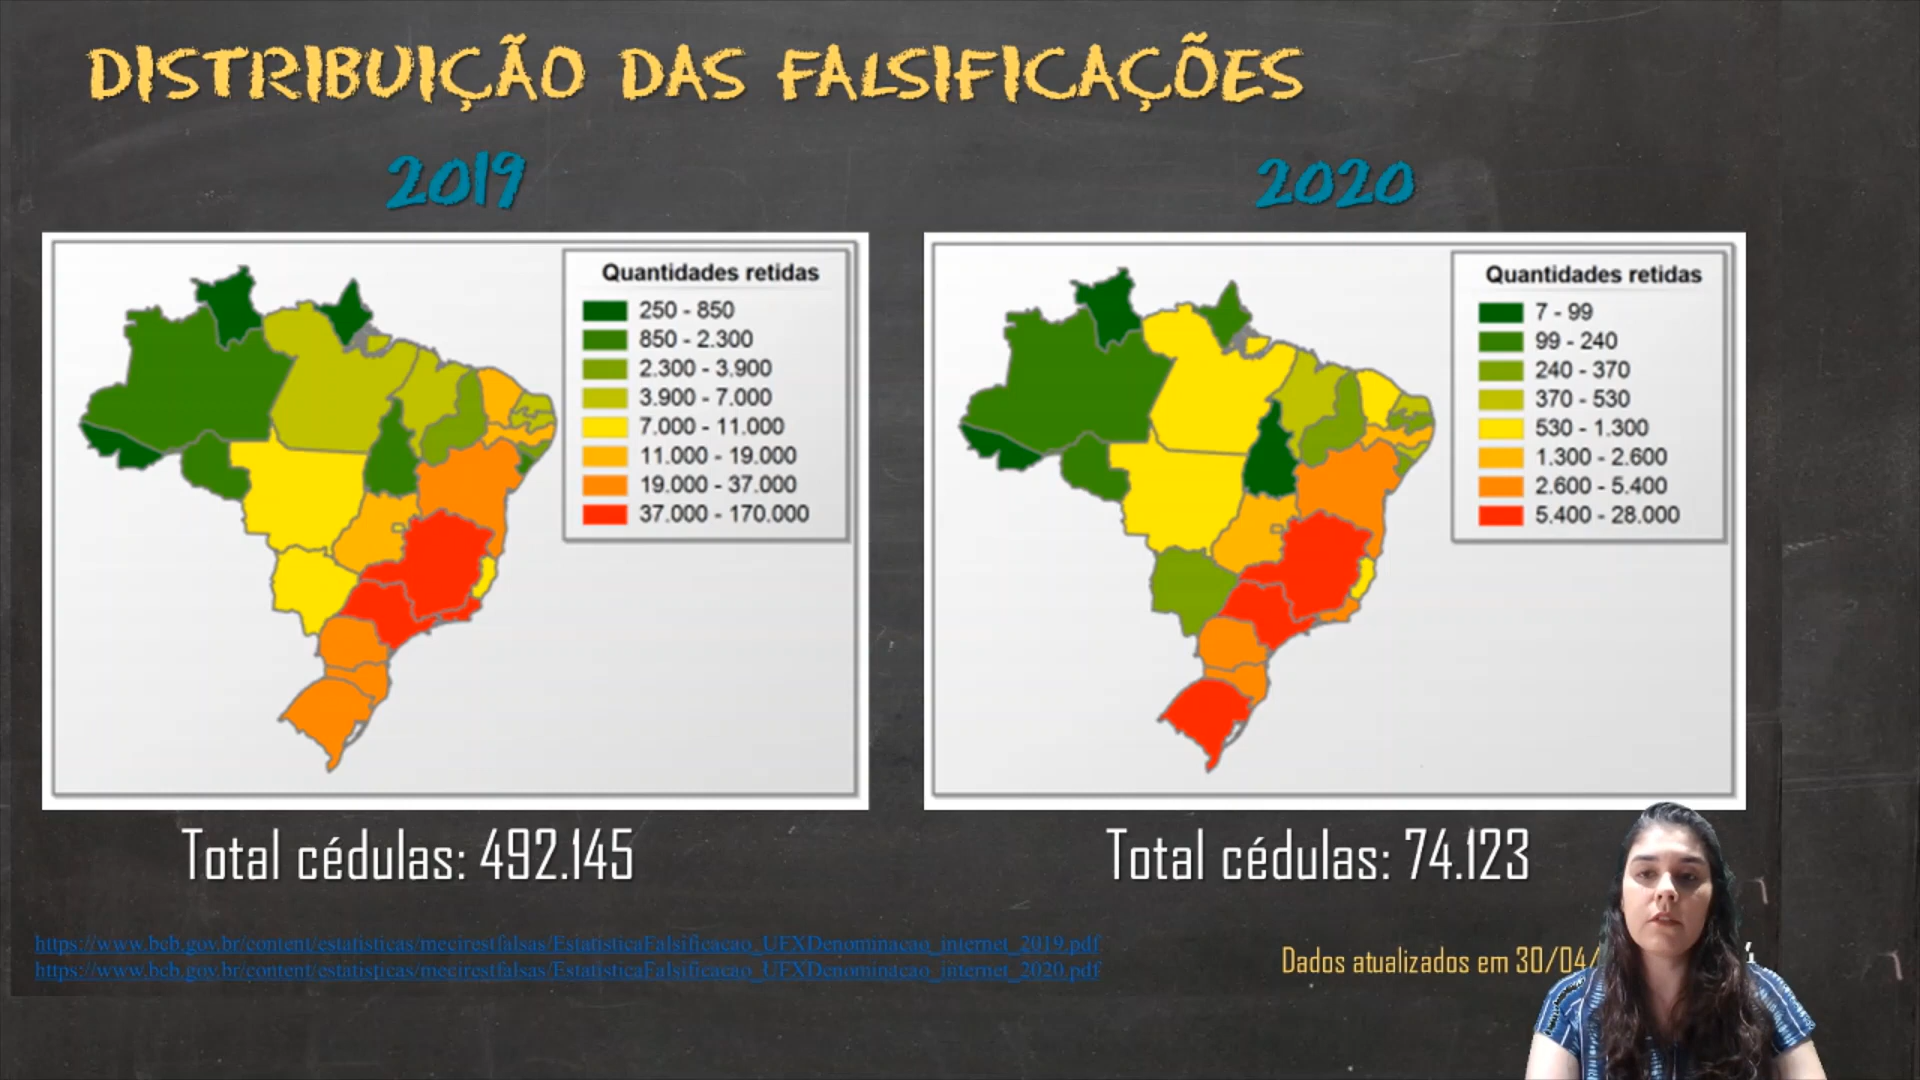 DISTRIBUIÇÃO DAS FALSIFICAÇÕES
2019
2020
Quantidades retidas
250 - 850
850 - 2.300
2.300 - 3.900
3.900 - 7.000
7.000 - 11.000
11.000 - 19.000
19.000 - 37.000
37.000 - 170.000
Quantidades retidas
7 - 99
99 - 240
240 - 370
370 - 530
530 - 1.300
1.300 - 2.600
2.600 - 5.400
5.400 - 28.000
Total cédulas: 492.145
Total cédulas: 74.123
https://www.bcb.gov.br/content/estatisticas/mecirestfalsas/EstatisticaFalsificacao_UFXDenominacao_internet_2019.pdf
https://www.bcb.gov.br/content/estatisticas/mecirestfalsas/EstatisticaFalsificacao_UFXDenominacao_internet_2020.pdf
Dados atualizados em 30/04/